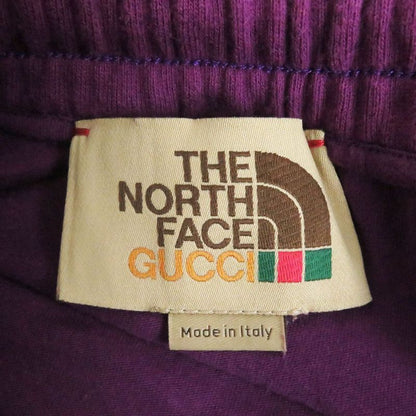 THE
NORTH
FACE
GUCCI
Made in Italy